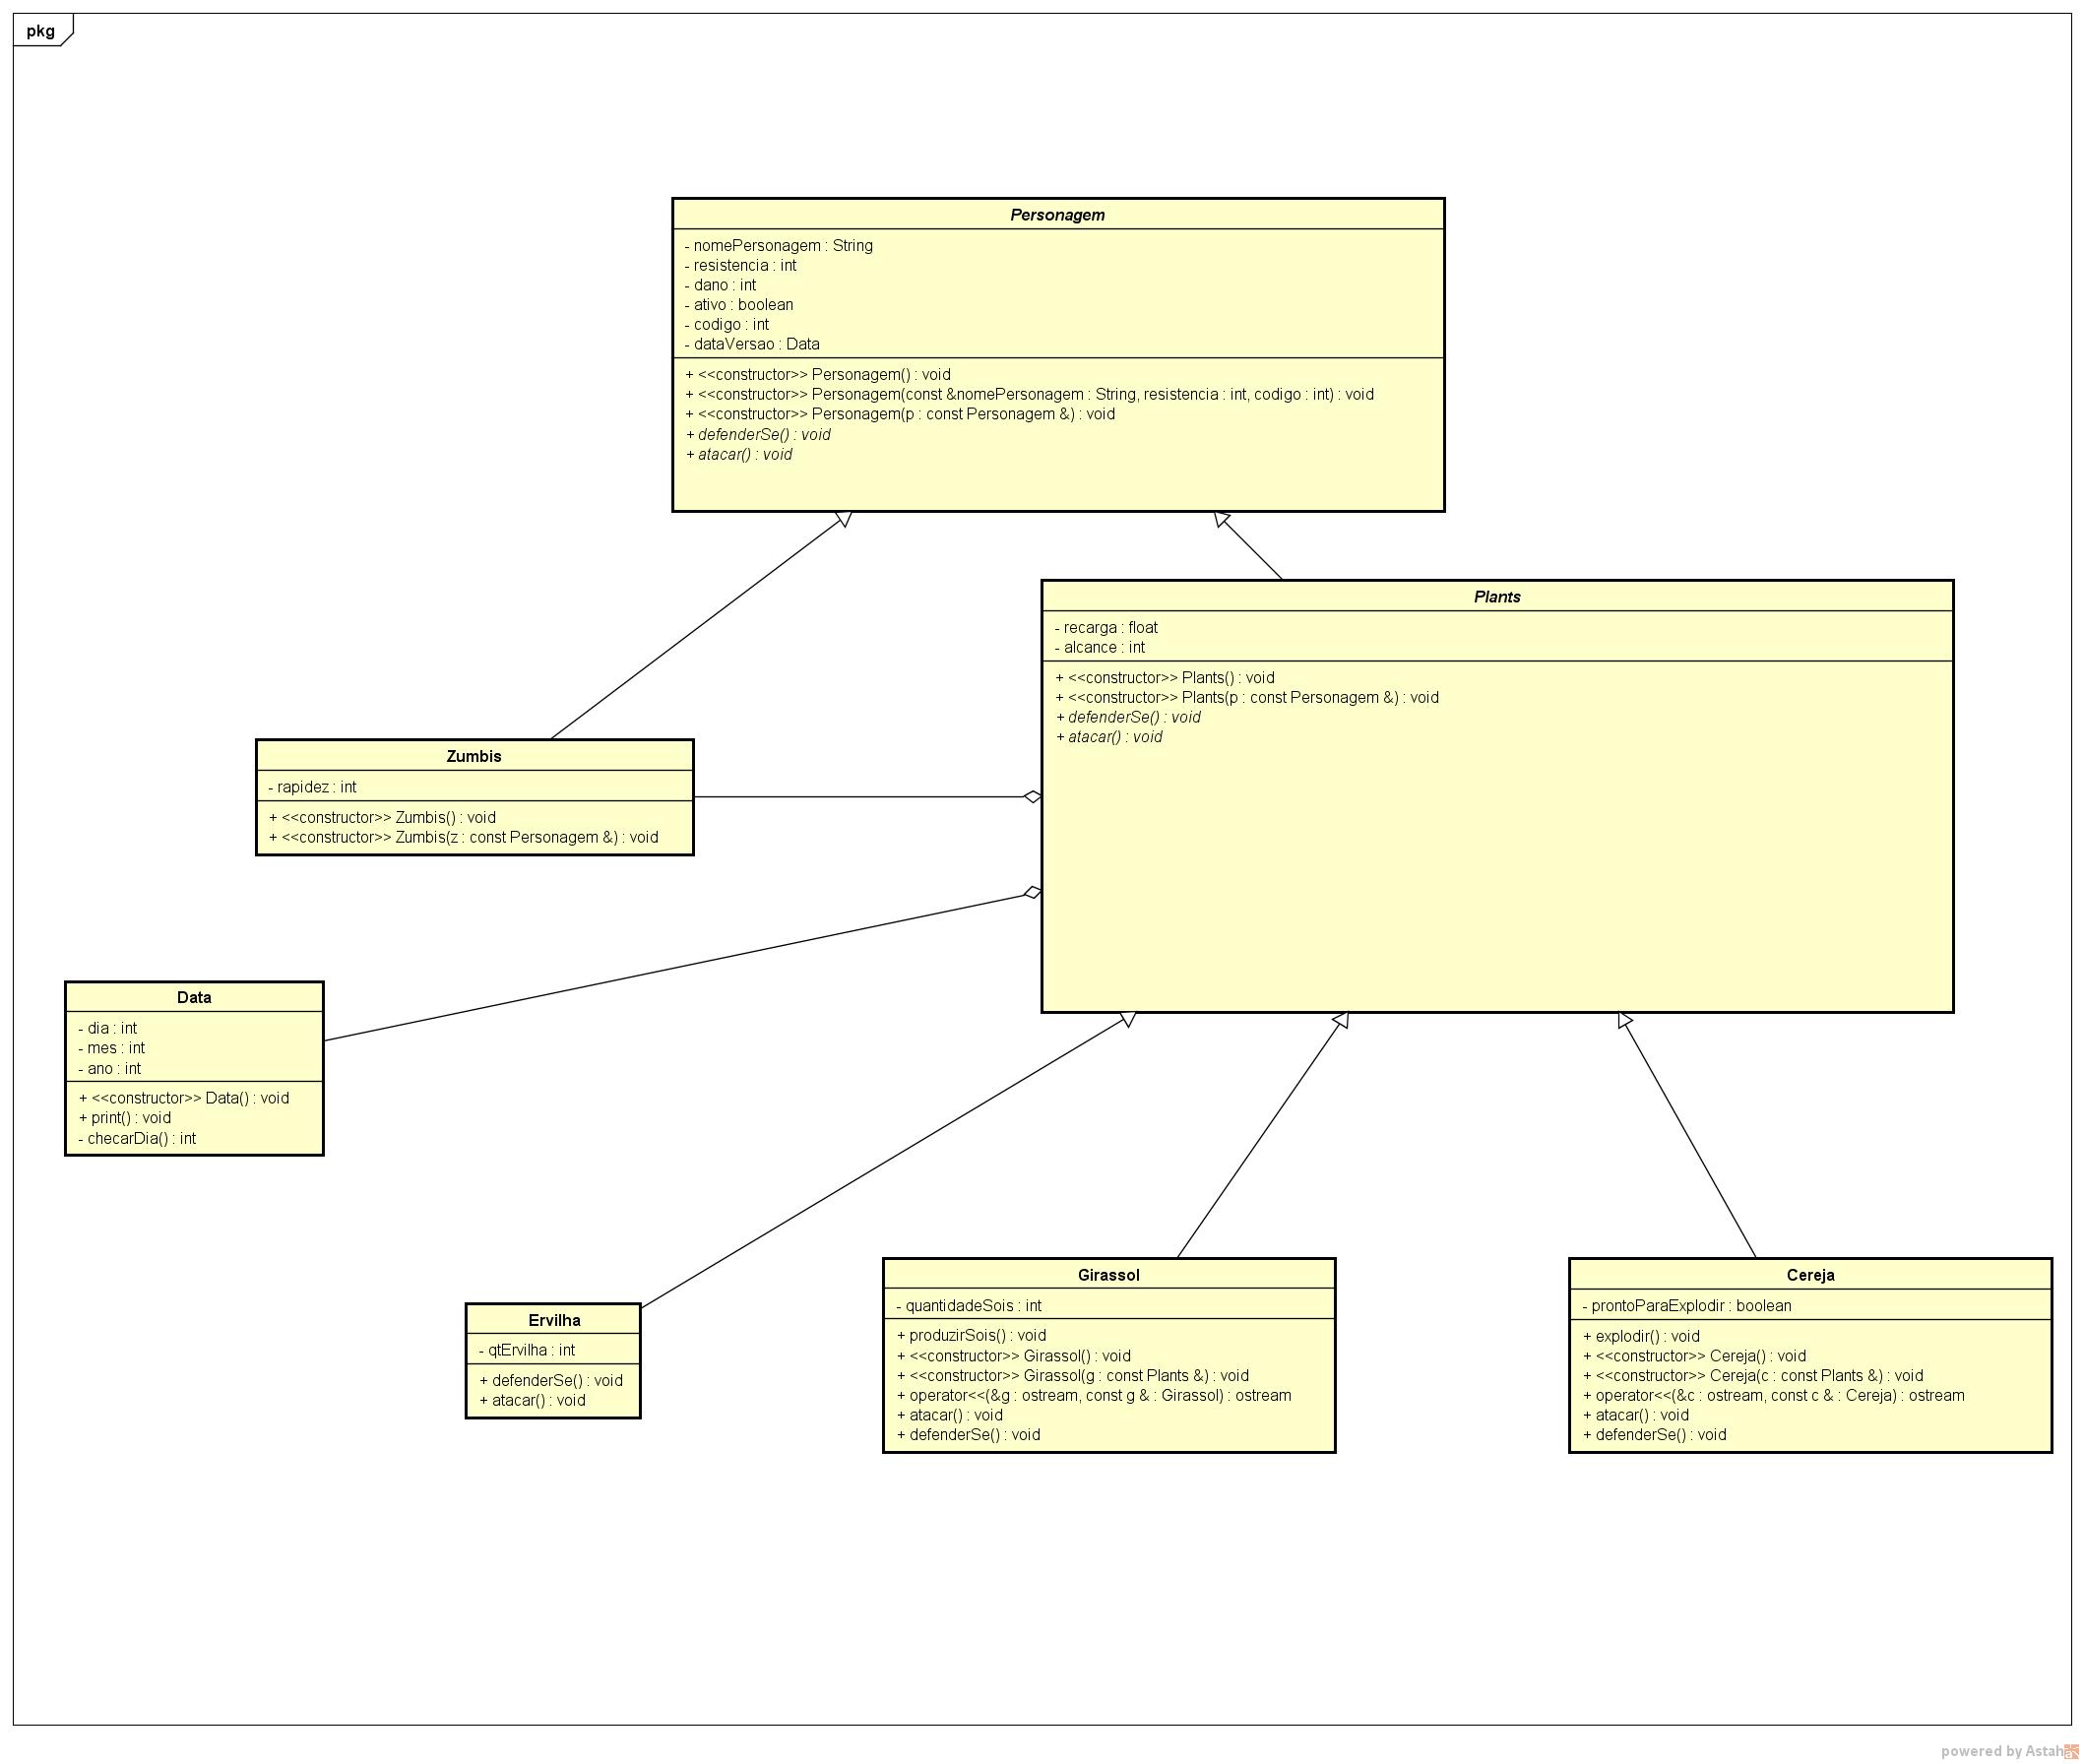 pkg
Personagem
- nomePersonagem : String
- resistencia : int
- dano : int
- ativo : boolean
- codigo : int
- dataVersao : Data
+ <<constructor>> Personagem() : void
+ <<constructor>> Personagem(const &nomePersonagem : String, resistencia : int, codigo : int) : void
+ <<constructor>> Personagem(p : const Personagem &) : void
+ defenderSe() : void
+ atacar() : void
Plants
- recarga : float
- alcance : int
+ <<constructor>> Plants() : void
+ <<constructor>> Plants(p : const Personagem &) : void
+ defenderSe() : void
+ atacar() : void
Zumbis
- rapidez : int
+ <<constructor>> Zumbis() : void
+ <<constructor>> Zumbis(z : const Personagem &) : void
Data
- dia : int
- mes : int
- ano : int
+ <<constructor>> Data() : void
+ print() : void
- checarDia() : int
Ervilha
- qtErvilha : int
+ defenderSe() : void
+ atacar() : void
Girassol
- quantidadeSois : int
+ produzirSois() : void
+ <<constructor>> Girassol() : void
+ <<constructor>> Girassol(g : const Plants &) : void
+ operator<<(&g : ostream, const g & : Girassol) : ostream
+ atacar() : void
+ defenderSe() : void
Cereja
- prontoParaExplodir : boolean
+ explodir() : void
+ <<constructor>> Cereja() : void
+ <<constructor>> Cereja(c : const Plants &) : void
+ operator<<(&c : ostream, const c & : Cereja) : ostream
+ atacar() : void
+ defenderSe() : void
powered by Astah